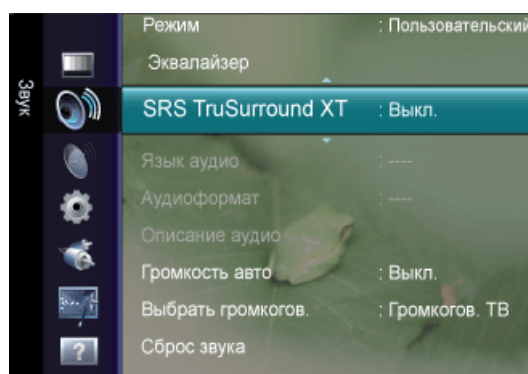 Звук
Режим : Пользовательский
Эквалайзер
SRS TruSurround XT : Выкл.
Язык аудио : ----
Аудиоформат : ----
Описание аудио
Громкость авто : Выкл.
Выбрать громкогов. : Громкогов. ТВ
Сброс звука
?